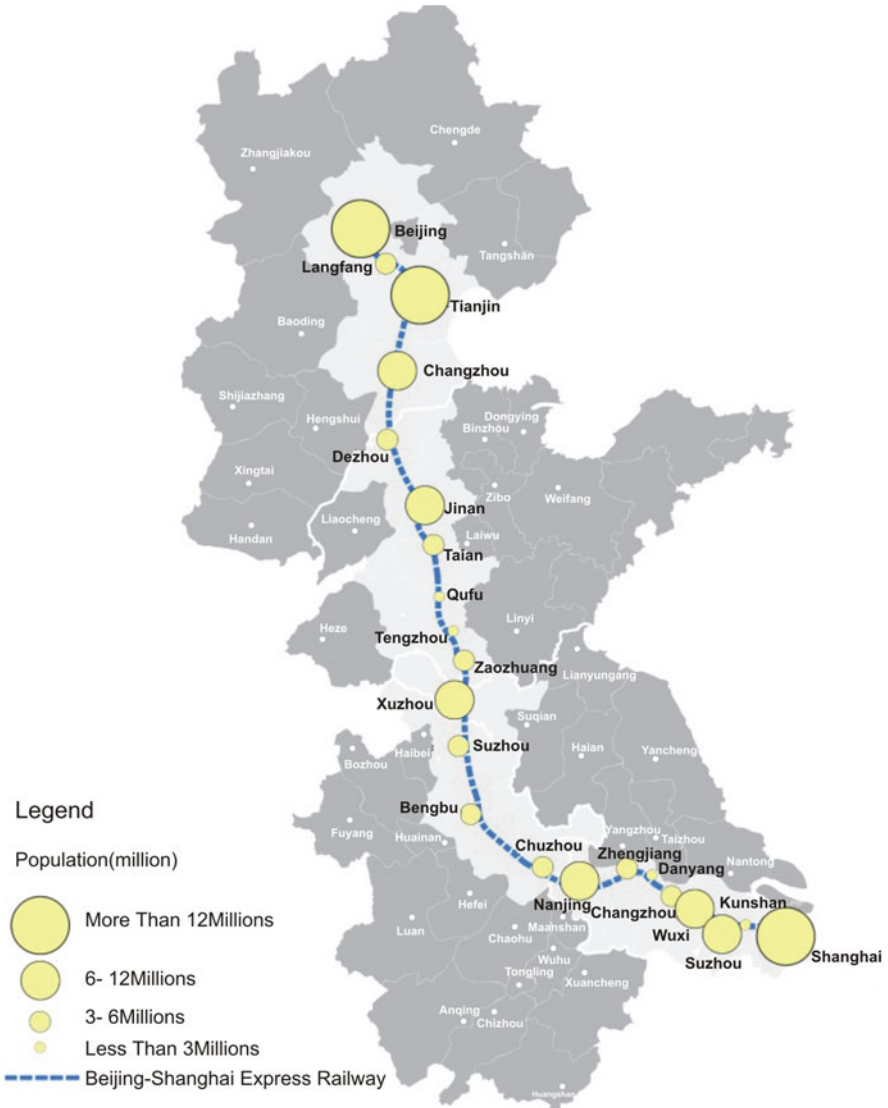 Chengde
Zhangjiakou
Beijing
Tangshan
Langfang
Tianjin
Baoding
Changzhou
Shijiazhang
Dongying
Hengshui
Binzhou
Dezhou
Xingtai
Zibo
Weifang
Jinan
Liaocheng
Handan
Laiwu
Taian
Qufu
Linyi
Tengzhou
Heze
Zaozhuang
Lianyungang
Xuzhou
Suqian
Suzhou
Haibei
Haian
Yancheng
Bozhou
Bengbu
Legend
Fuyang
Huainan
Yangzhou
Taizhou
Chuzhou
Zhengjiang
Population(million)
Danyang
Nantong
Hefei
Nanjing
Changzhou
Kunshan
Maanshan
Luan
More Than 12Millions
Chaohu
Wuxi
Wuhu
Suzhou
Shanghai
Tongling
Xuancheng
6- 12Millions
Anqing
Chizhou
3- 6Millions
Less Than 3Millions
Beijing-Shanghai Express Railway
Huangshan